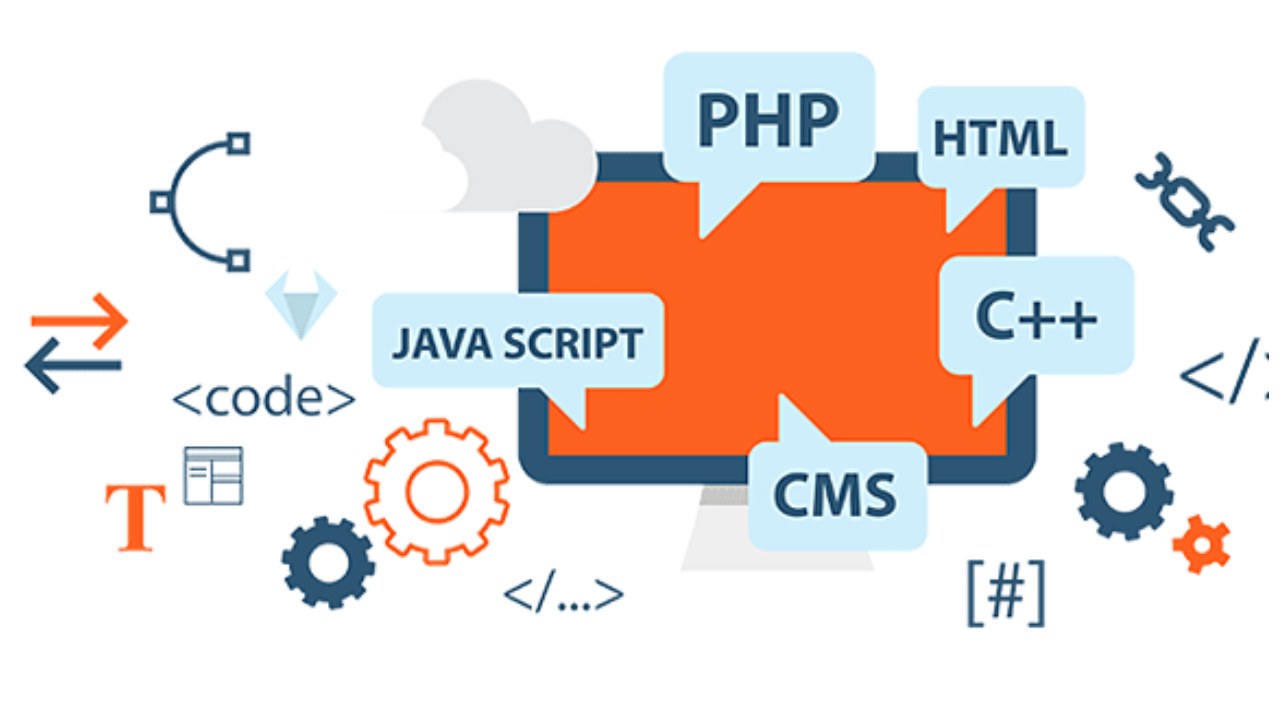 PHP
HTML
C++
JAVA SCRIPT
<code>
CMS
T
</...>
[#]
</